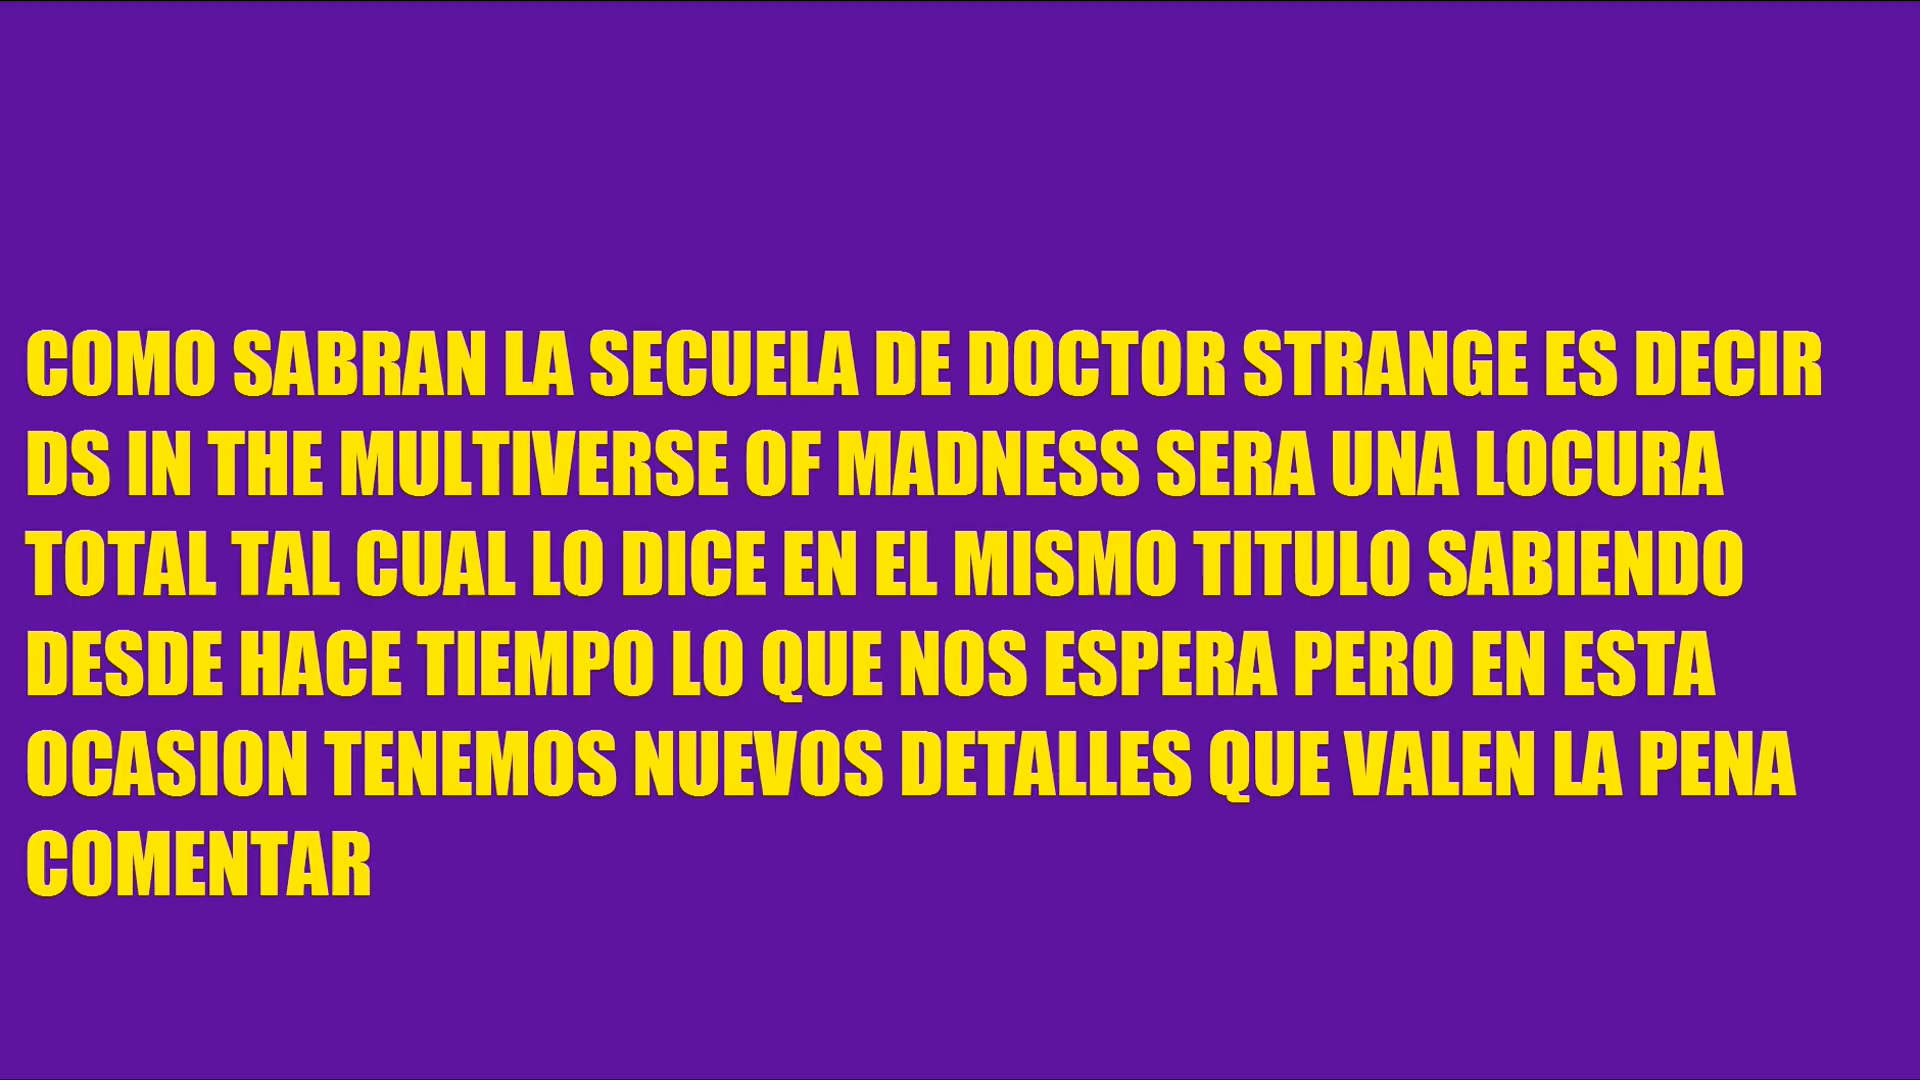 COMO SABRAN LA SECUELA DE DOCTOR STRANGE ES DECIR
DS IN THE MULTIVERSE OF MADNESS SERA UNA LOCURA
TOTAL TAL CUAL LO DICE EN EL MISMO TITULO SABIENDO
DESDE HACE TIEMPO LO QUE NOS ESPERA PERO EN ESTA
OCASION TENEMOS NUEVOS DETALLES QUE VALEN LA PENA
COMENTAR